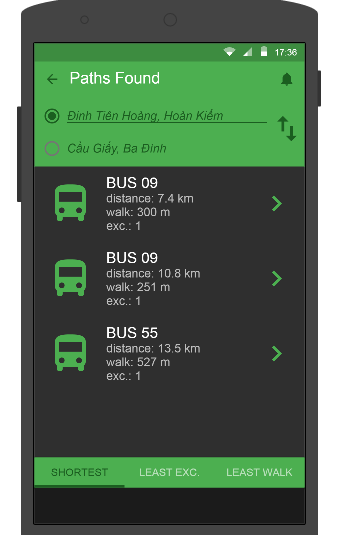 17:36
Paths Found
Đinh Tiên Hoàng, Hoàn Kiếm
Cầu Giấy, Ba Đình
BUS 09
distance: 7.4 km
walk: 300 m
exc.: 1
BUS 09
distance: 10.8 km
walk: 251 m
exc.: 1
BUS 55
distance: 13.5 km
walk: 527 m
exc.: 1
SHORTEST LEAST EXC. LEAST WALK